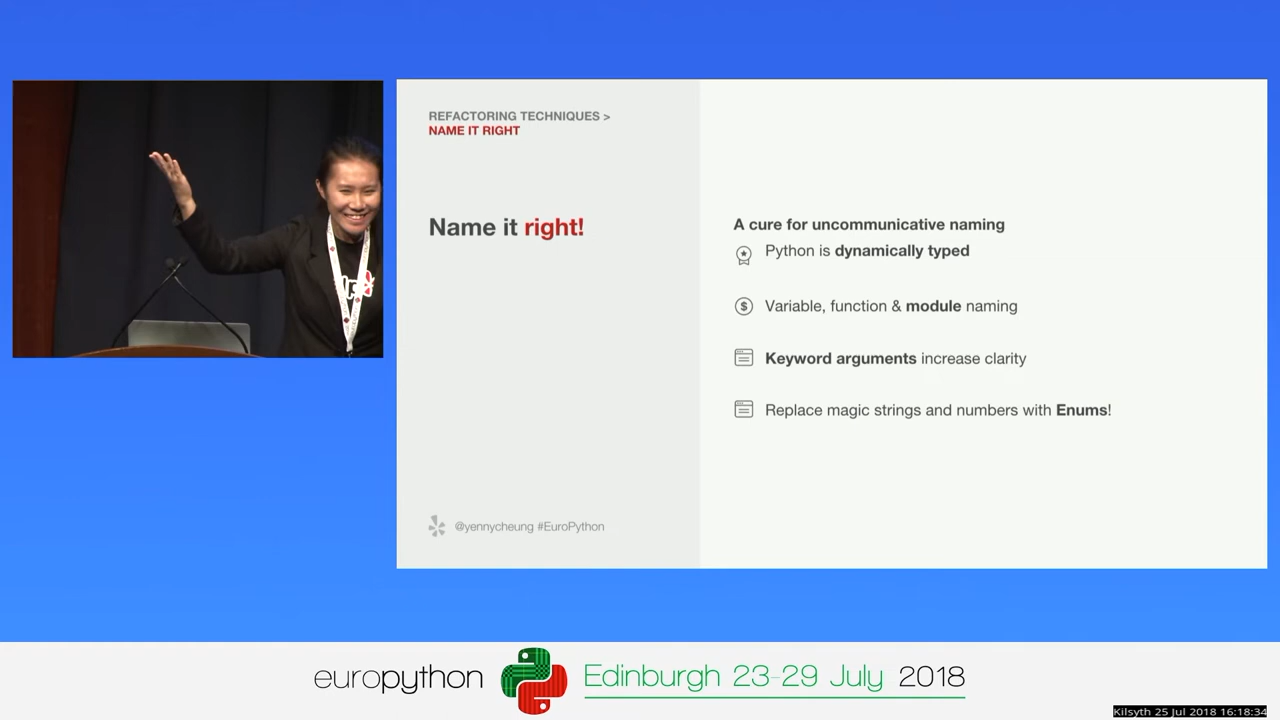 REFACTORING TECHNIQUES >
NAME IT RIGHT
Name it right!
A cure for uncommunicative naming
Python is dynamically typed
$
Variable, function & module naming
Keyword arguments increase clarity
Replace magic strings and numbers with Enums!
@yennycheung #EuroPython
europython
Edinburgh 23-29 July 2018
Kilsyth 25 Jul 2018 16:18:34